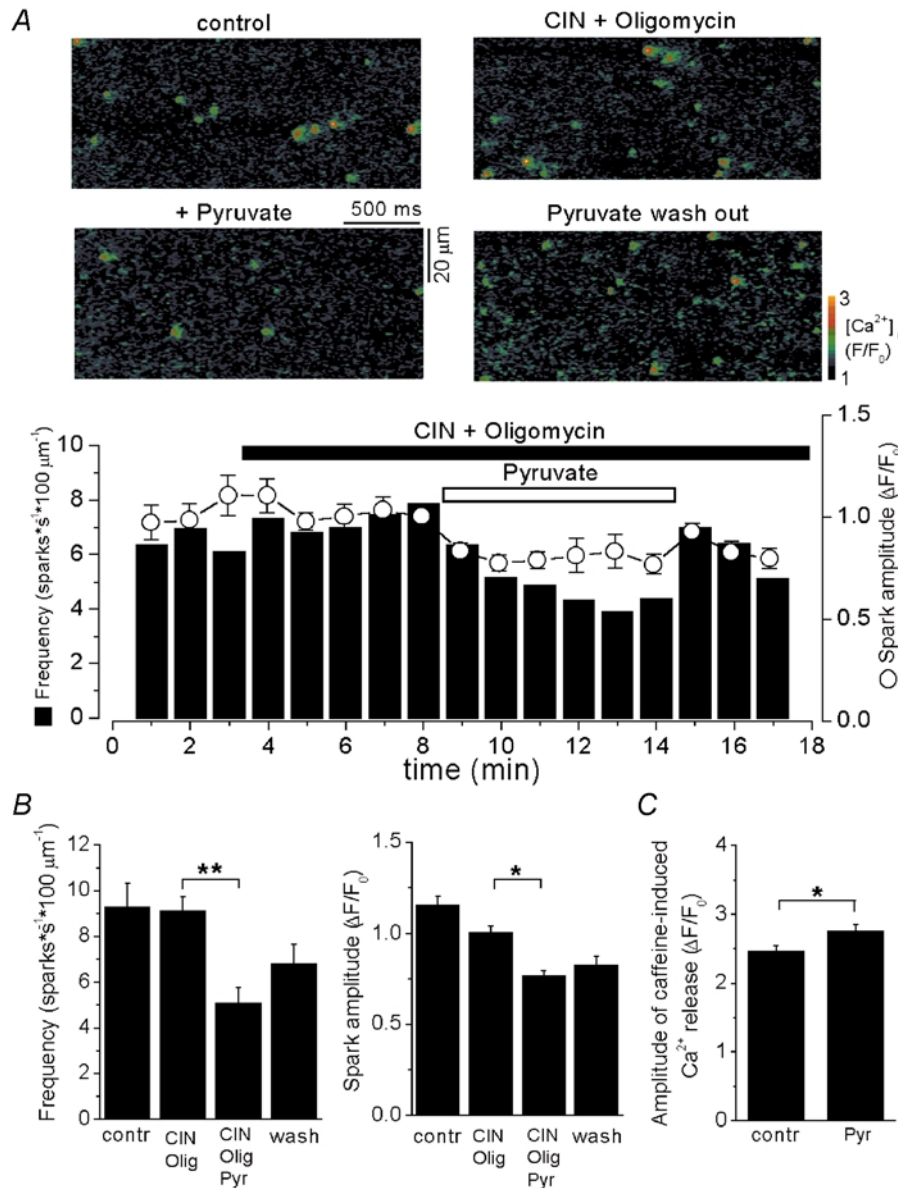 A
control
CIN + Oligomycin
+ Pyruvate
500 ms
Pyruvate wash out
20 μm
3
[Ca²⁺]i
(F/F₀)
1
CIN + Oligomycin
Pyruvate
Frequency (sparks*s⁻¹*100 μm⁻¹)
10
8
6
4
2
0
1.5
1.0
0.5
0.0
Spark amplitude (ΔF/F₀)
0 2 4 6 8 10 12 14 16 18
time (min)
B
Frequency (sparks*s⁻¹*100 μm⁻¹)
12
10
8
6
4
2
0
**
contr CIN Olig CIN Olig Pyr wash
Spark amplitude (ΔF/F₀)
1.5
1.0
0.5
0.0
*
contr CIN Olig CIN Olig Pyr wash
C
Amplitude of caffeine-induced
Ca²⁺ release (ΔF/F₀)
4
3
2
1
0
*
contr Pyr